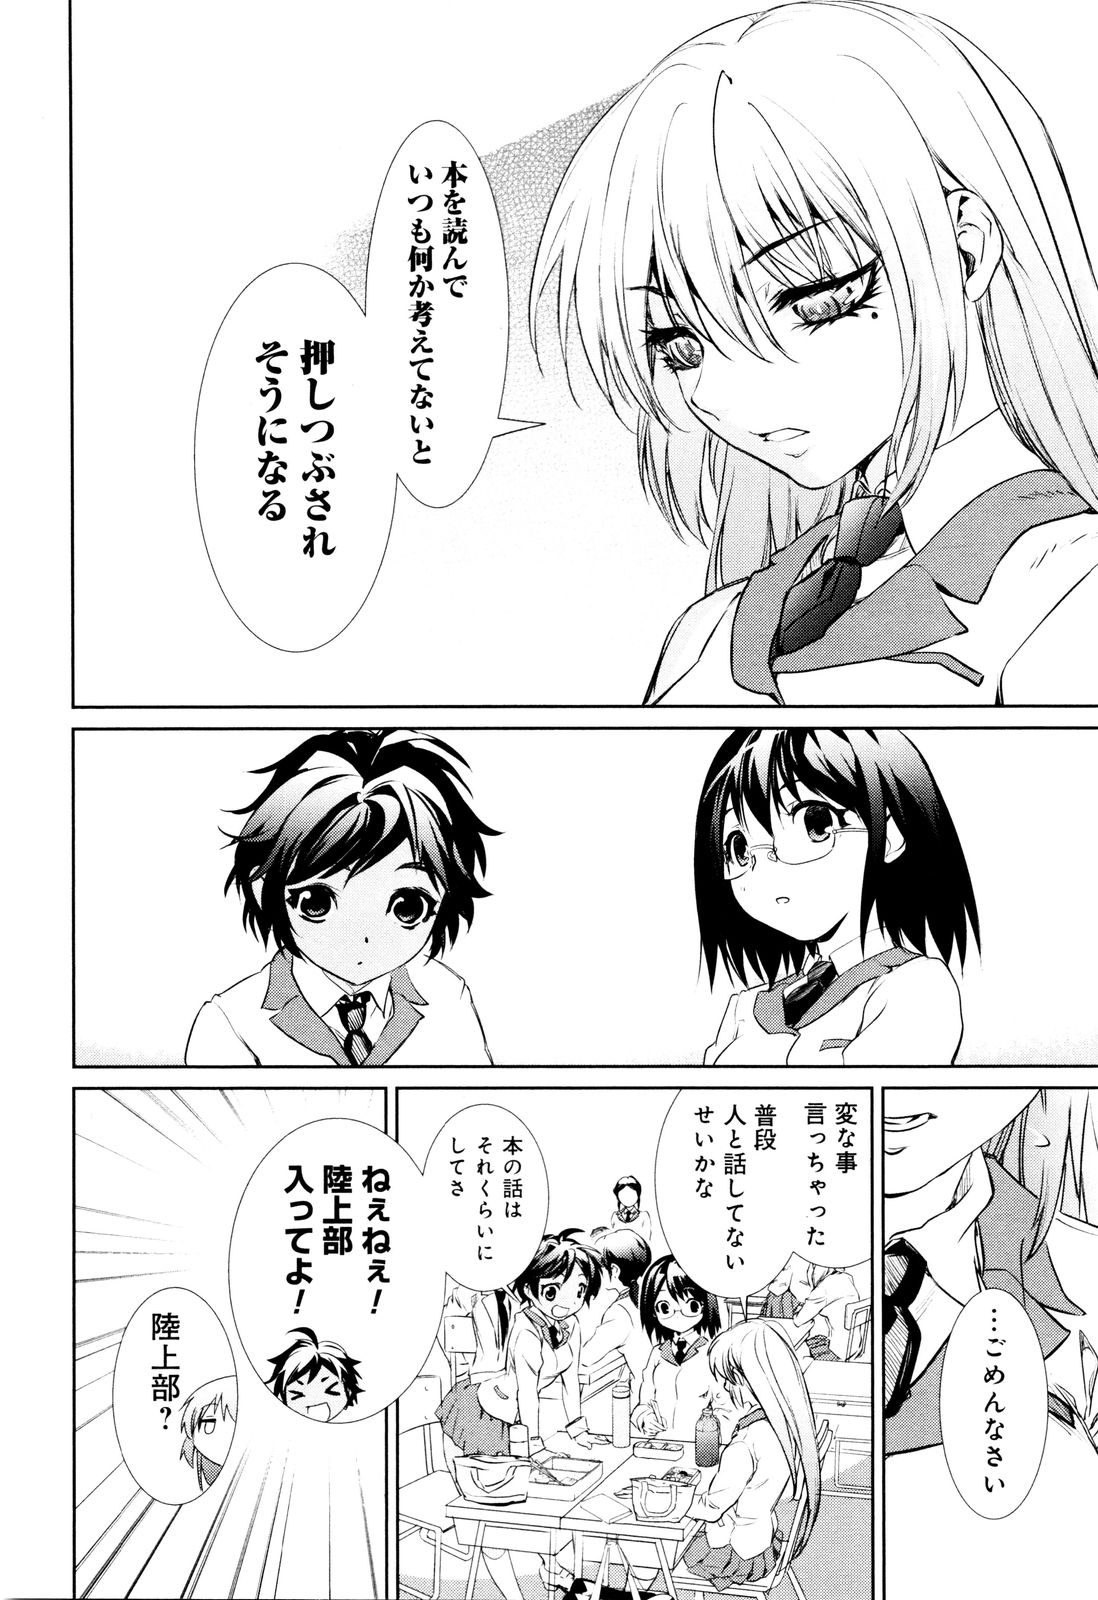 本を読んで
いつも何か考えてないと
押しつぶされ
そうになる
…ごめんなさい
変な事
言っちゃった
普段
人と話してない
せいかな
本の話は
それくらいに
してさ
ねぇねぇ！
陸上部
入ってよ！
陸上部？